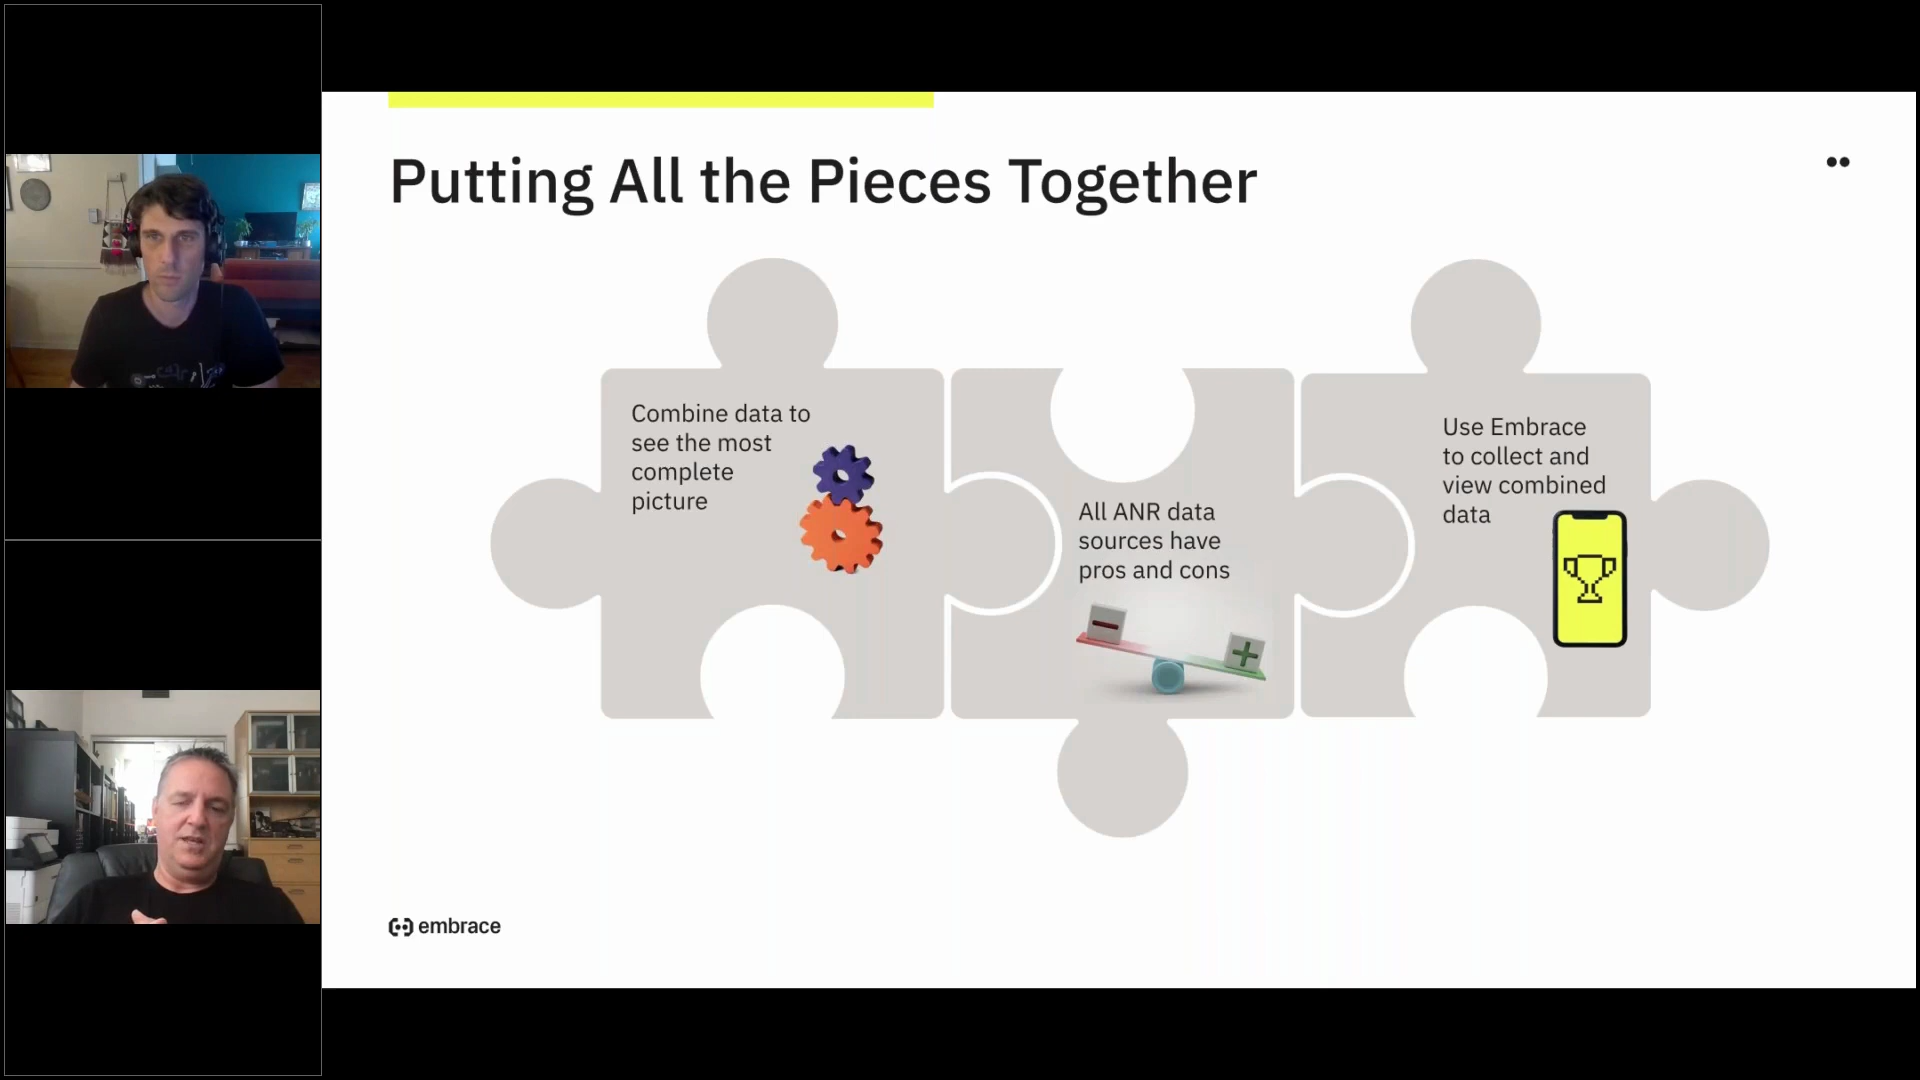 Putting All the Pieces Together
Combine data to
see the most
complete
picture
All ANR data
sources have
pros and cons
Use Embrace
to collect and
view combined
data
embrace